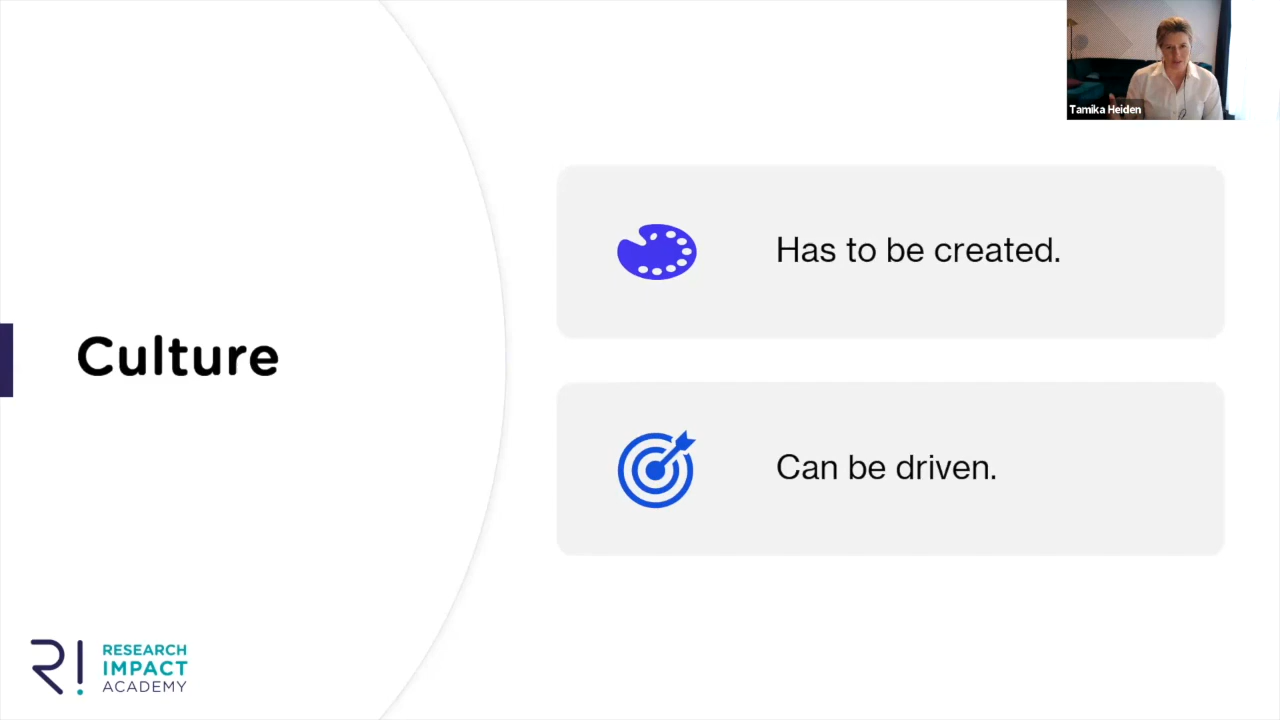 Tamika Heiden
Has to be created.
Culture
Can be driven.
RESEARCH
IMPACT
ACADEMY